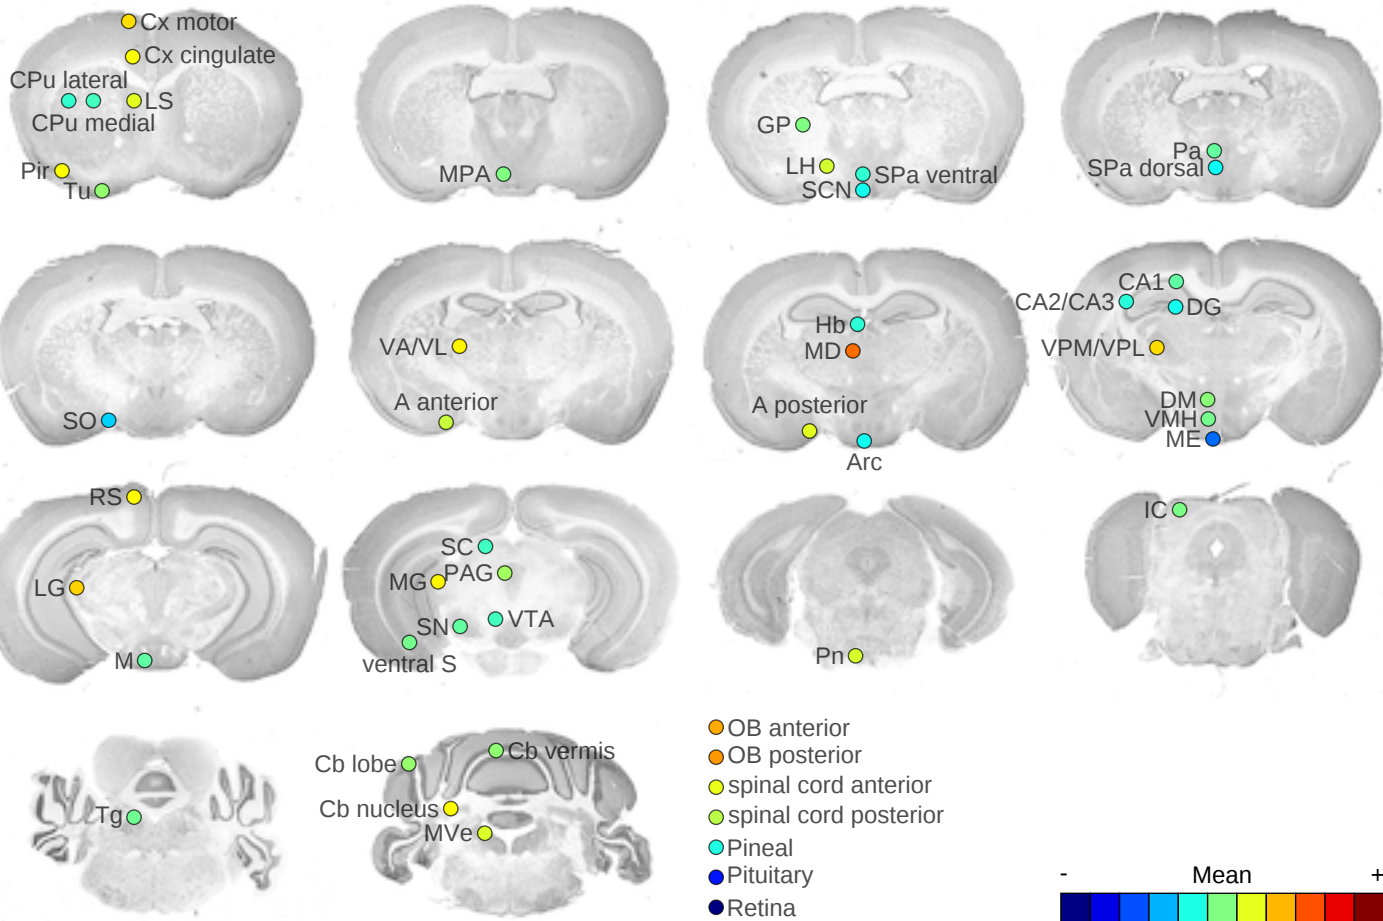 Cx motor
Cx cingulate
CPu lateral
LS
CPu medial
Pir
Tu
MPA
GP
LH
SPa ventral
SCN
Pa
SPa dorsal
SO
VA/VL
A anterior
Hb
MD
A posterior
Arc
CA1
CA2/CA3
DG
VPM/VPL
DM
VMH
ME
RS
LG
M
SC
PAG
MG
SN
VTA
ventral S
Pn
IC
Tg
Cb lobe
Cb vermis
Cb nucleus
MVe
OB anterior
OB posterior
spinal cord anterior
spinal cord posterior
Pineal
Pituitary
Retina
- Mean +